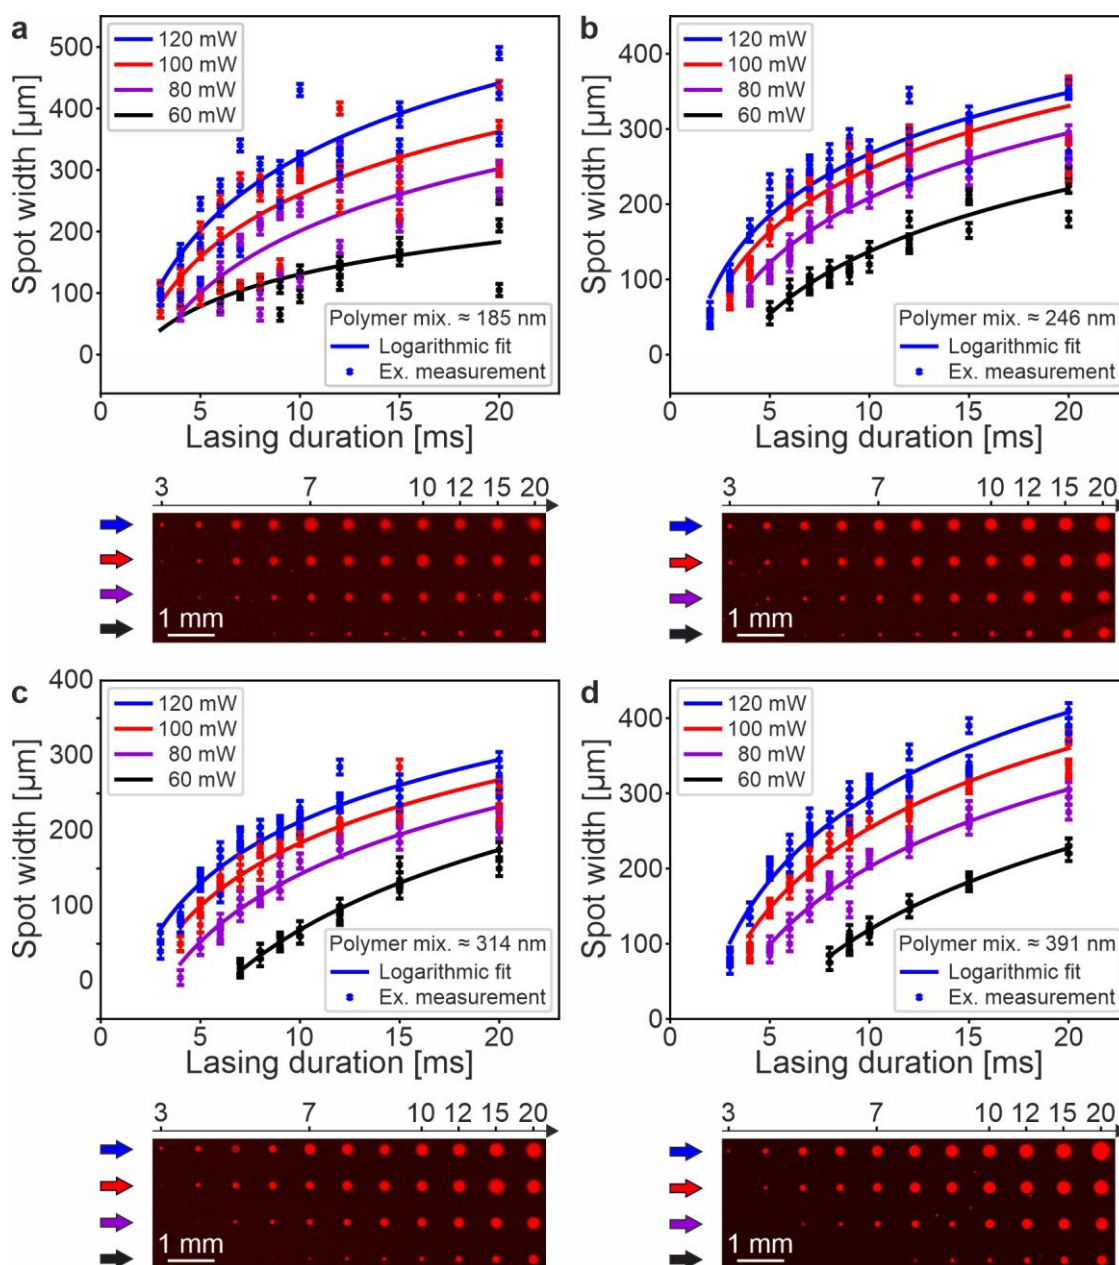 a
500
400
300
200
100
0
Spot width [µm]
120 mW
100 mW
80 mW
60 mW
Polymer mix. ≈ 185 nm
Logarithmic fit
Ex. measurement
0 5 10 15 20
Lasing duration [ms]
3 7 10 12 15 20
1 mm
b
400
300
200
100
0
Spot width [µm]
120 mW
100 mW
80 mW
60 mW
Polymer mix. ≈ 246 nm
Logarithmic fit
Ex. measurement
0 5 10 15 20
Lasing duration [ms]
3 7 10 12 15 20
1 mm
c
400
300
200
100
0
Spot width [µm]
120 mW
100 mW
80 mW
60 mW
Polymer mix. ≈ 314 nm
Logarithmic fit
Ex. measurement
0 5 10 15 20
Lasing duration [ms]
3 7 10 12 15 20
1 mm
d
400
300
200
100
0
Spot width [µm]
120 mW
100 mW
80 mW
60 mW
Polymer mix. ≈ 391 nm
Logarithmic fit
Ex. measurement
0 5 10 15 20
Lasing duration [ms]
3 7 10 12 15 20
1 mm